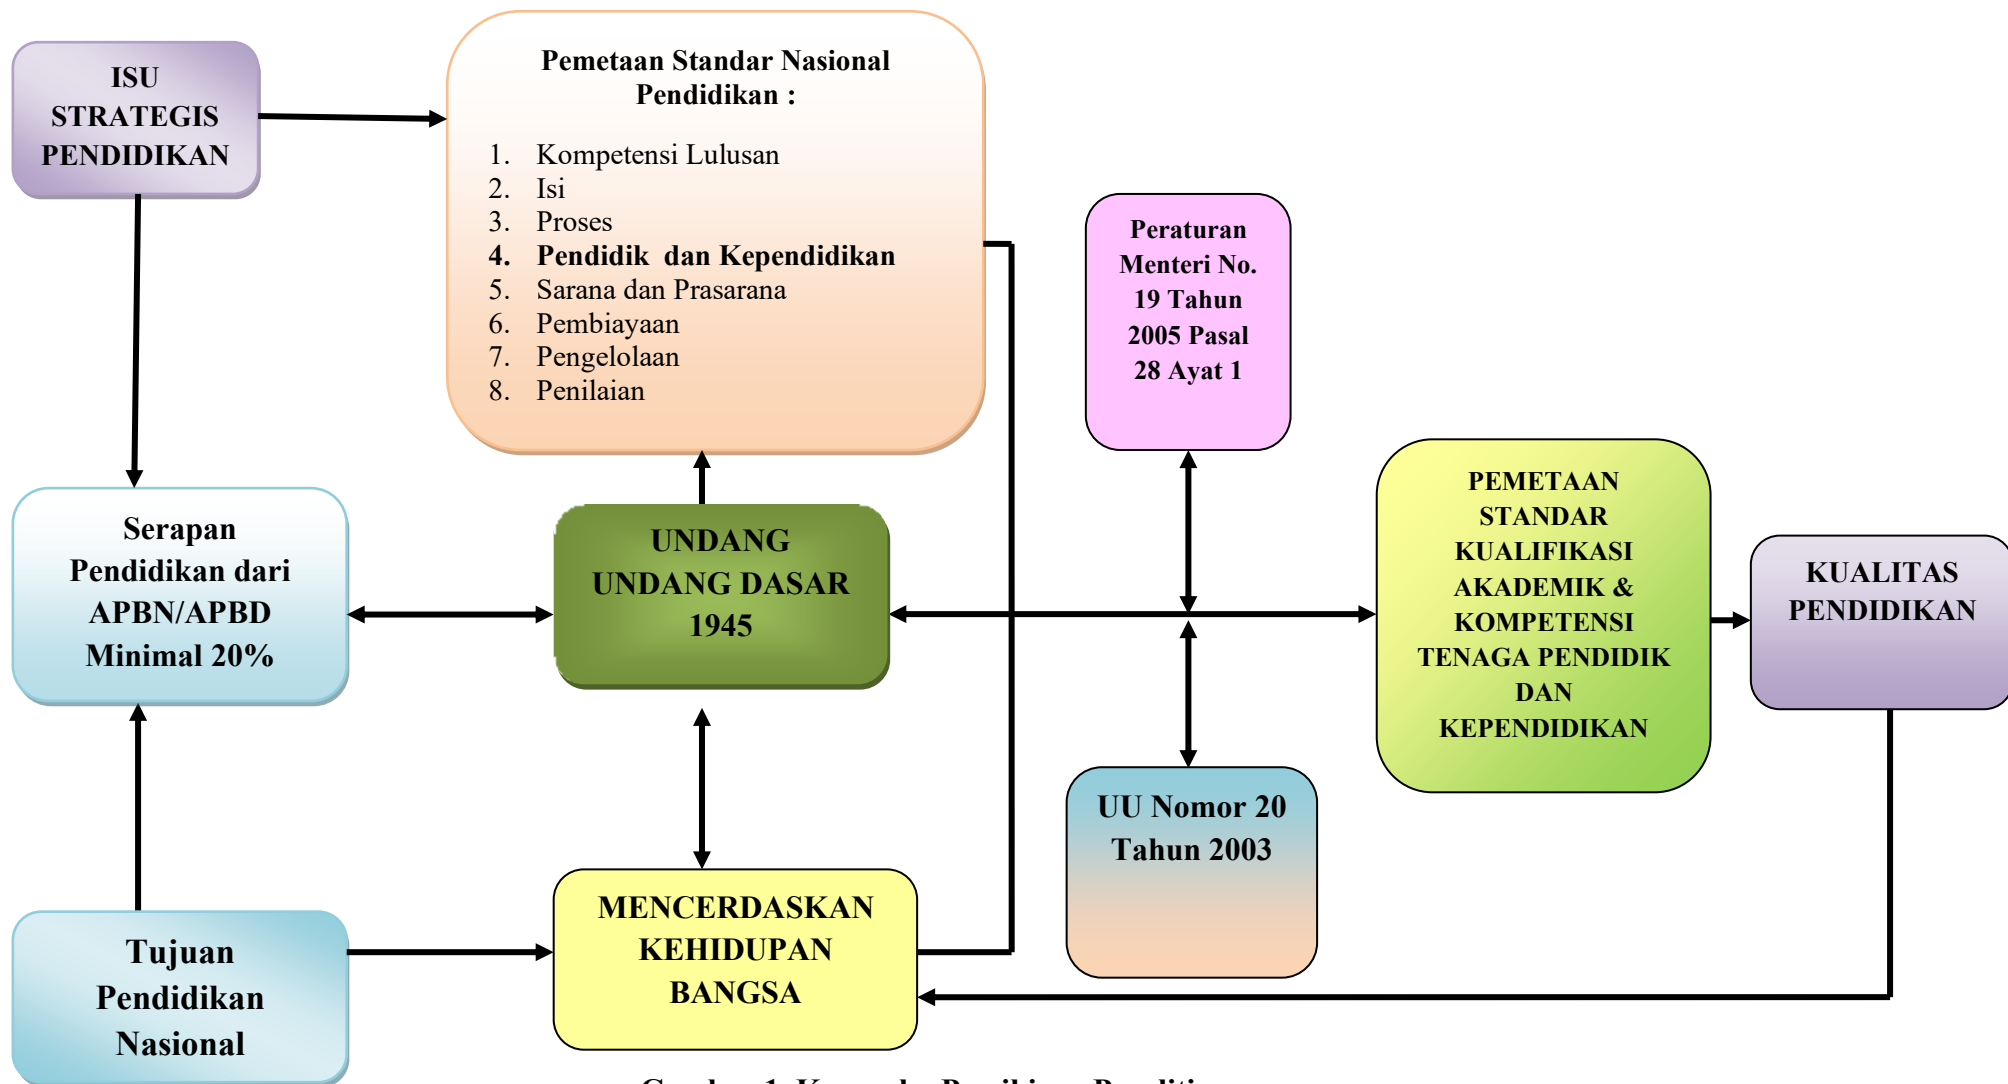 ISU
STRATEGIS
PENDIDIKAN
Pemetaan Standar Nasional
Pendidikan :
1. Kompetensi Lulusan
2. Isi
3. Proses
4. Pendidik dan Kependidikan
5. Sarana dan Prasarana
6. Pembiayaan
7. Pengelolaan
8. Penilaian
Peraturan
Menteri No.
19 Tahun
2005 Pasal
28 Ayat 1
Serapan
Pendidikan dari
APBN/APBD
Minimal 20%
UNDANG
UNDANG DASAR
1945
PEMETAAN
STANDAR
KUALIFIKASI
AKADEMIK &
KOMPETENSI
TENAGA PENDIDIK
DAN
KEPENDIDIKAN
KUALITAS
PENDIDIKAN
UU Nomor 20
Tahun 2003
Tujuan
Pendidikan
Nasional
MENCERDASKAN
KEHIDUPAN
BANGSA